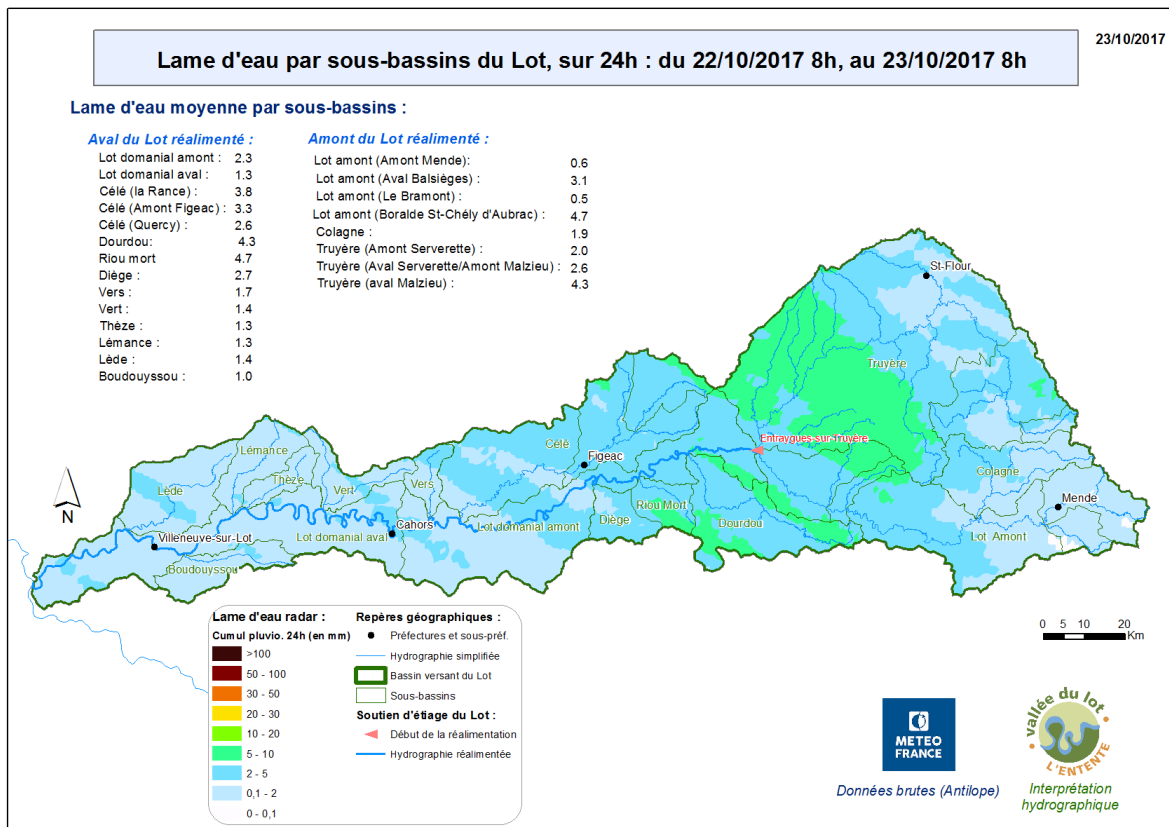 23/10/2017
Lame d'eau par sous-bassins du Lot, sur 24h : du 22/10/2017 8h, au 23/10/2017 8h
Lame d'eau moyenne par sous-bassins :
Aval du Lot réalimenté :
Lot domanial amont : 2.3
Lot domanial aval : 1.3
Célé (la Rance) : 3.8
Célé (Amont Figeac) : 3.3
Célé (Quercy) : 2.6
Dourdou: 4.3
Riou mort 4.7
Diège : 2.7
Vers : 1.7
Vert : 1.4
Thèze : 1.3
Lémance : 1.3
Lède : 1.4
Boudouyssou : 1.0
Amont du Lot réalimenté :
Lot amont (Amont Mende): 0.6
Lot amont (Aval Balsièges) : 3.1
Lot amont (Le Bramont) : 0.5
Lot amont (Boralde St-Chély d'Aubrac) : 4.7
Colagne : 1.9
Truyère (Amont Serverette) : 2.0
Truyère (Aval Serverette/Amont Malzieu) : 2.6
Truyère (aval Malzieu) : 4.3
St-Flour
Truyère
Entraygues-sur-Truyère
Célé
Figeac
Lémance
Thèze
Lède
Vert
Vers
Colagne
Mende
Riou Mort
Diège
Dourdou
Lot Amont
Cahors
Lot domanial amont
Lot domanial aval
Villeneuve-sur-Lot
Boudouyssou
N
Lame d'eau radar :
Cumul pluvio. 24h (en mm)
>100
50 - 100
30 - 50
20 - 30
10 - 20
5 - 10
2 - 5
0,1 - 2
0 - 0,1
Repères géographiques :
Préfectures et sous-préf.
Hydrographie simplifiée
Bassin versant du Lot
Sous-bassins
Soutien d'étiage du Lot :
Début de la réalimentation
Hydrographie réalimentée
0 5 10 20
Km
METEO
FRANCE
Données brutes (Antilope)
vallée du lot
L'ENTENTE
Interprétation
hydrographique